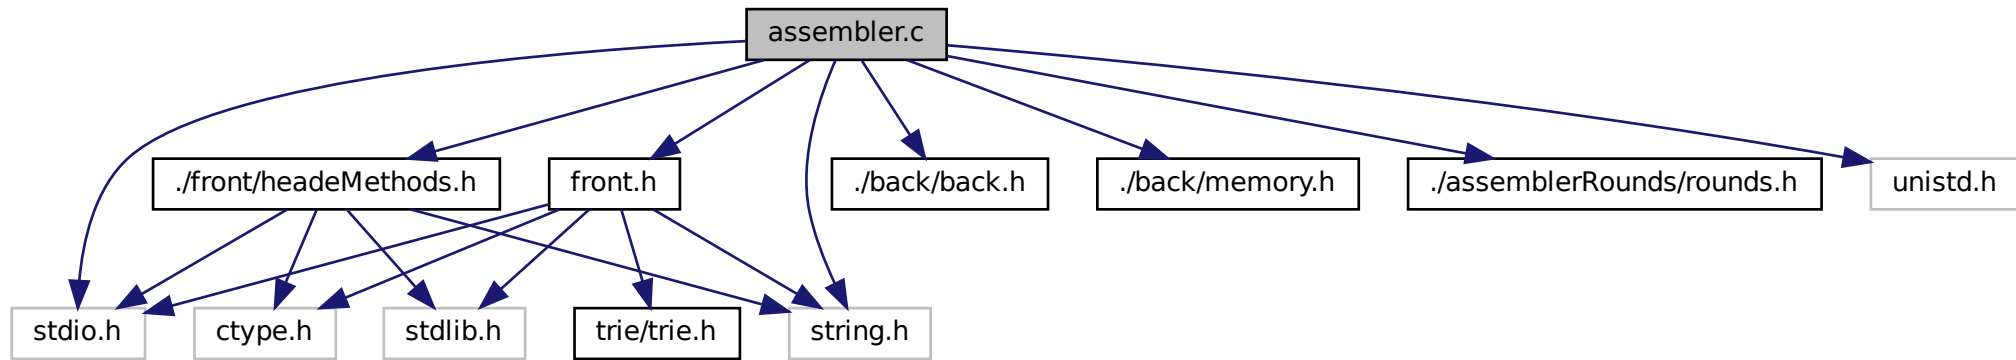 assembler.c
./front/headeMethods.h
front.h
./back/back.h
./back/memory.h
./assemblerRounds/rounds.h
unistd.h
stdio.h
ctype.h
stdlib.h
trie/trie.h
string.h